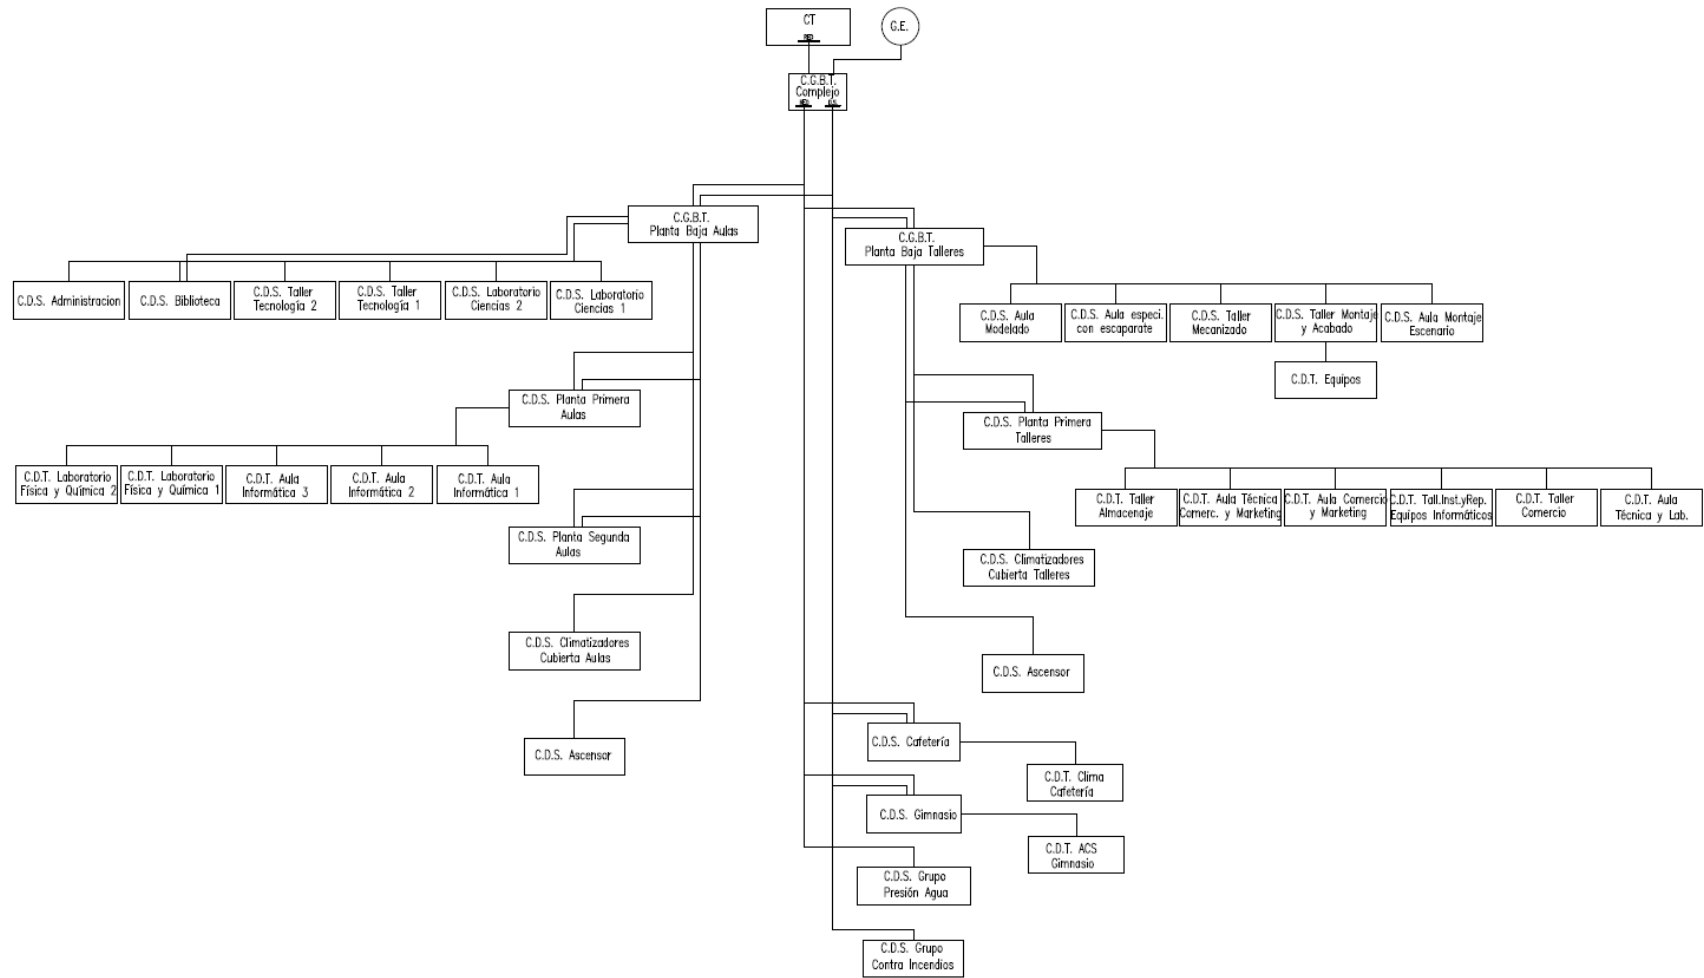 CT
RED
G.E.
C.G.B.T.
Complejo
RED
G.E.
C.G.B.T.
Planta Baja Aulas
C.G.B.T.
Planta Baja Talleres
C.D.S. Administracion
C.D.S. Biblioteca
C.D.S. Taller
Tecnología 2
C.D.S. Taller
Tecnología 1
C.D.S. Laboratorio
Ciencias 2
C.D.S. Laboratorio
Ciencias 1
C.D.S. Aula
Modelado
C.D.S. Aula especi.
con escaparate
C.D.S. Taller
Mecanizado
C.D.S. Taller Montaje
y Acabado
C.D.S. Aula Montaje
Escenario
C.D.T. Equipos
C.D.S. Planta Primera
Aulas
C.D.S. Planta Primera
Talleres
C.D.T. Laboratorio
Física y Química 2
C.D.T. Laboratorio
Física y Química 1
C.D.T. Aula
Informática 3
C.D.T. Aula
Informática 2
C.D.T. Aula
Informática 1
C.D.T. Taller
Almacenaje
C.D.T. Aula Técnica
Comerc. y Marketing
C.D.T. Aula Comercio
y Marketing
C.D.T. Tall.Inst.yRep.
Equipos Informáticos
C.D.T. Taller
Comercio
C.D.T. Aula
Técnica y Lab.
C.D.S. Planta Segunda
Aulas
C.D.S. Climatizadores
Cubierta Talleres
C.D.S. Climatizadores
Cubierta Aulas
C.D.S. Ascensor
C.D.S. Ascensor
C.D.S. Cafetería
C.D.T. Clima
Cafetería
C.D.S. Gimnasio
C.D.T. ACS
Gimnasio
C.D.S. Grupo
Presión Agua
C.D.S. Grupo
Contra Incendios